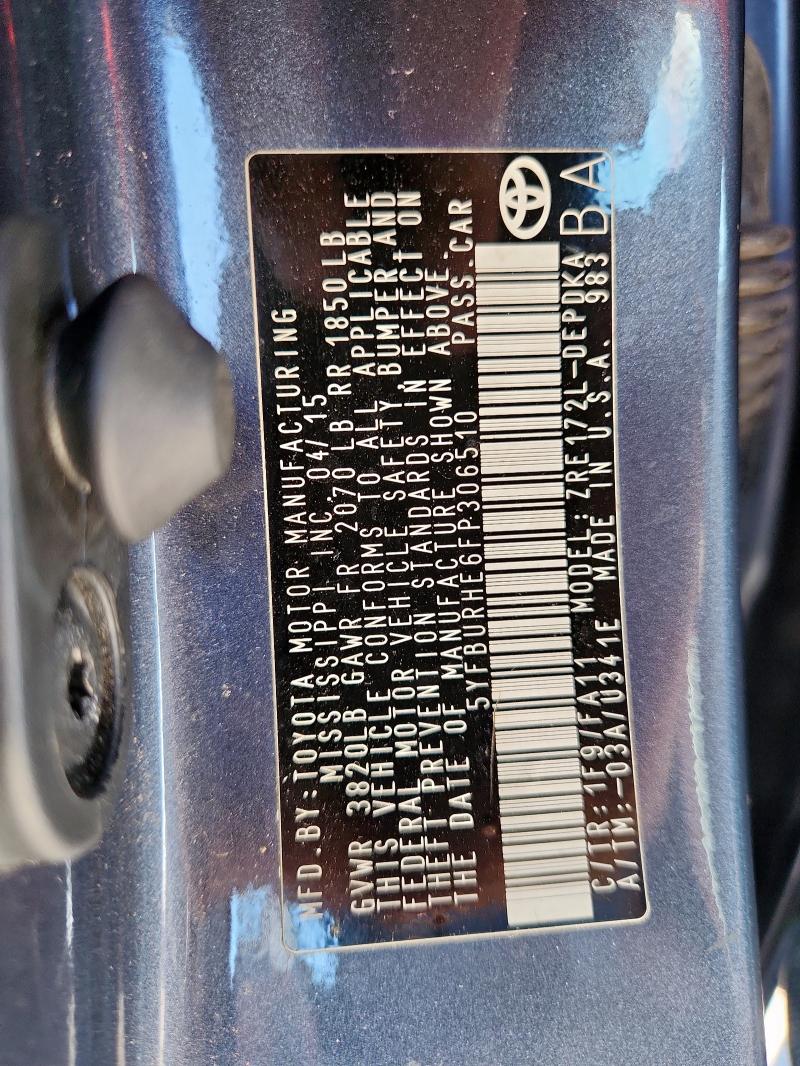 MFD.BY:TOYOTA MOTOR MANUFACTURING
MISSISSIPPI INC 04/15
GVWR 3820LB GAWR FR 2070 LB RR 1850 LB
THIS VEHICLE CONFORMS TO ALL APPLICABLE
FEDERAL MOTOR VEHICLE SAFETY, BUMPER AND
THEFT PREVENTION STANDARDS IN EFFECT ON
THE DATE OF MANUFACTURE SHOWN ABOVE.
5YFBURHE6FP306510 PASS.CAR
C/TR:1F9/FA11 MODEL:ZRE172L-DEPDKA
A/TM:-03A/U341E MADE IN U.S.A. 983
BA